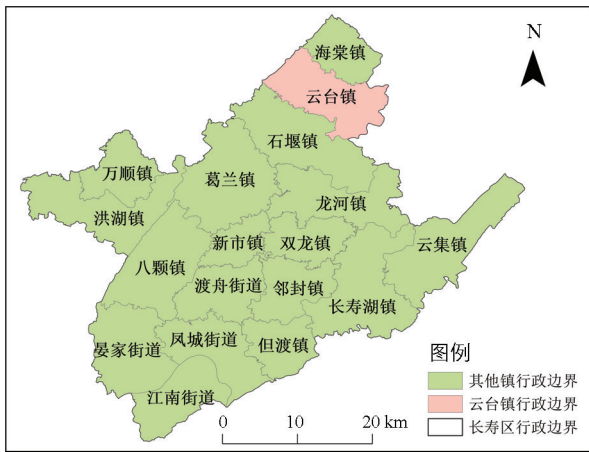 N
海棠镇
云台镇
石堰镇
万顺镇
葛兰镇
龙河镇
洪湖镇
新市镇
双龙镇
云集镇
八颗镇
渡舟街道
邻封镇
长寿湖镇
晏家街道
凤城街道
但渡镇
江南街道
图例
其他镇行政边界
云台镇行政边界
长寿区行政边界
0 10 20 km